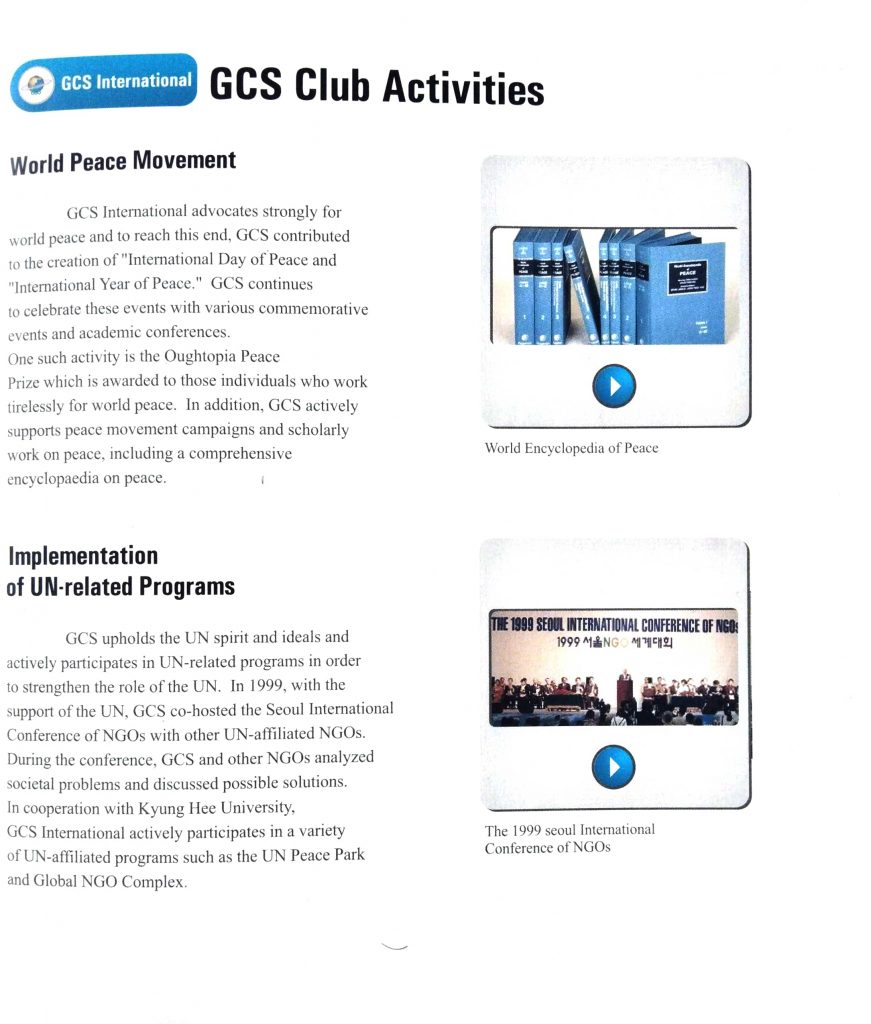 GCS International
GCS Club Activities
World Peace Movement
GCS International advocates strongly for
world peace and to reach this end, GCS contributed
to the creation of "International Day of Peace and
"International Year of Peace." GCS continues
to celebrate these events with various commemorative
events and academic conferences.
One such activity is the Oughtopia Peace
Prize which is awarded to those individuals who work
tirelessly for world peace. In addition, GCS actively
supports peace movement campaigns and scholarly
work on peace, including a comprehensive
encyclopaedia on peace.
PEACE
1
2
3
4
4
3
2
1
World Encyclopedia of Peace
Implementation
of UN-related Programs
GCS upholds the UN spirit and ideals and
actively participates in UN-related programs in order
to strengthen the role of the UN. In 1999, with the
support of the UN, GCS co-hosted the Seoul International
Conference of NGOs with other UN-affiliated NGOs.
During the conference, GCS and other NGOs analyzed
societal problems and discussed possible solutions.
In cooperation with Kyung Hee University,
GCS International actively participates in a variety
of UN-affiliated programs such as the UN Peace Park
and Global NGO Complex.
THE 1999 SEOUL INTERNATIONAL CONFERENCE OF NGOs
1999 서울NGO 세계대회
The 1999 seoul International
Conference of NGOs